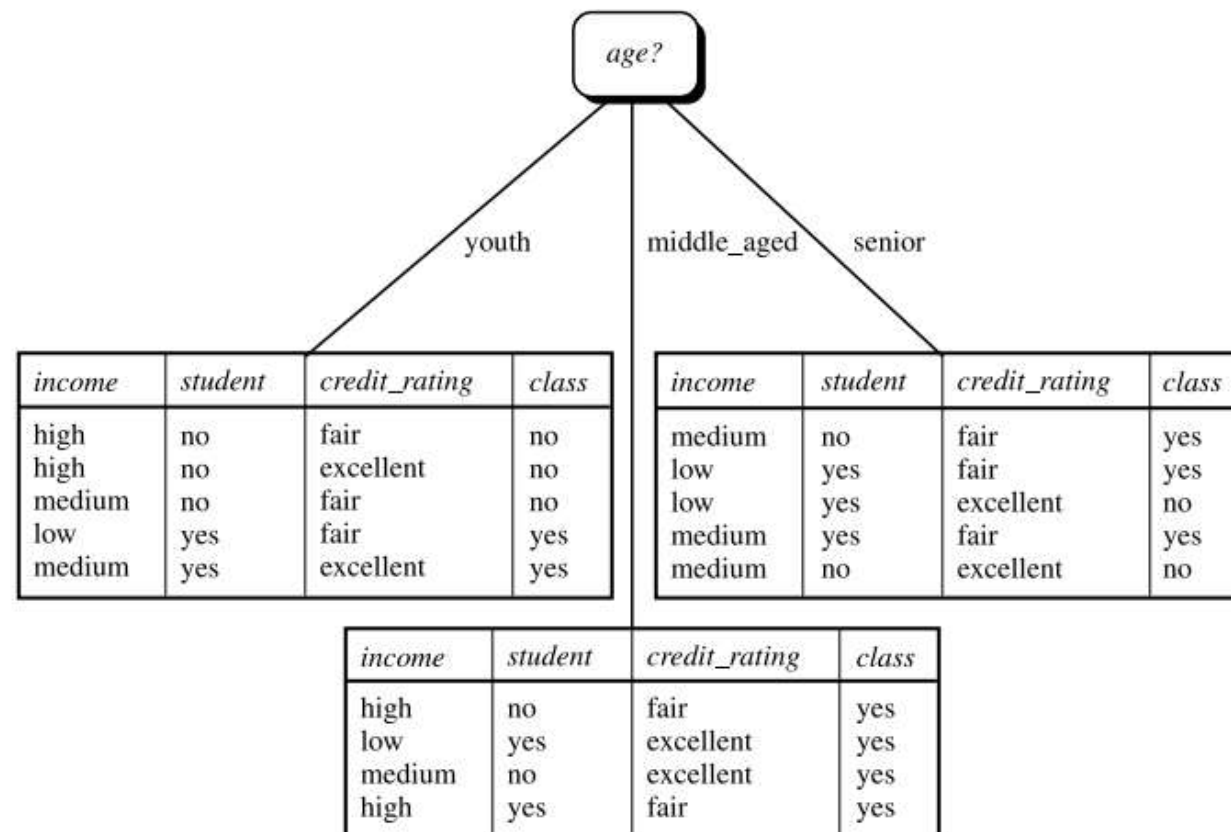 age?
youth middle_aged senior
income student credit_rating class
high no fair no
high no excellent no
medium no fair no
low yes fair yes
medium yes excellent yes
income student credit_rating class
medium no fair yes
low yes fair yes
low yes excellent no
medium yes fair yes
medium no excellent no
income student credit_rating class
high no fair yes
low yes excellent yes
medium no excellent yes
high yes fair yes